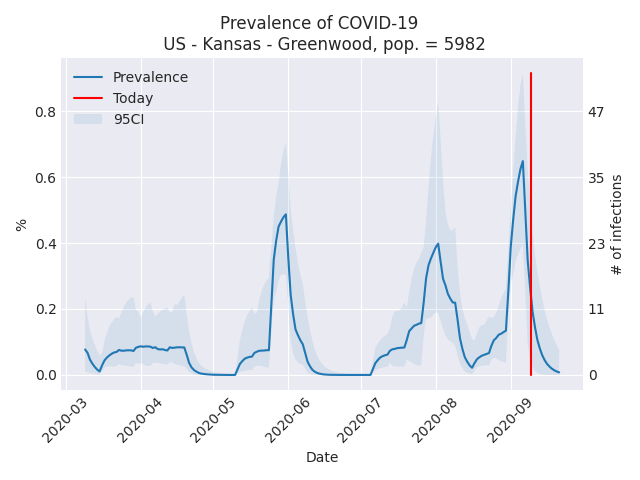 Prevalence of COVID-19
US - Kansas - Greenwood, pop. = 5982
Prevalence
Today
95CI
0.8
0.6
0.4
0.2
0.0
%
47
35
23
11
0
# of infections
2020-03
2020-04
2020-05
2020-06
2020-07
2020-08
2020-09
Date